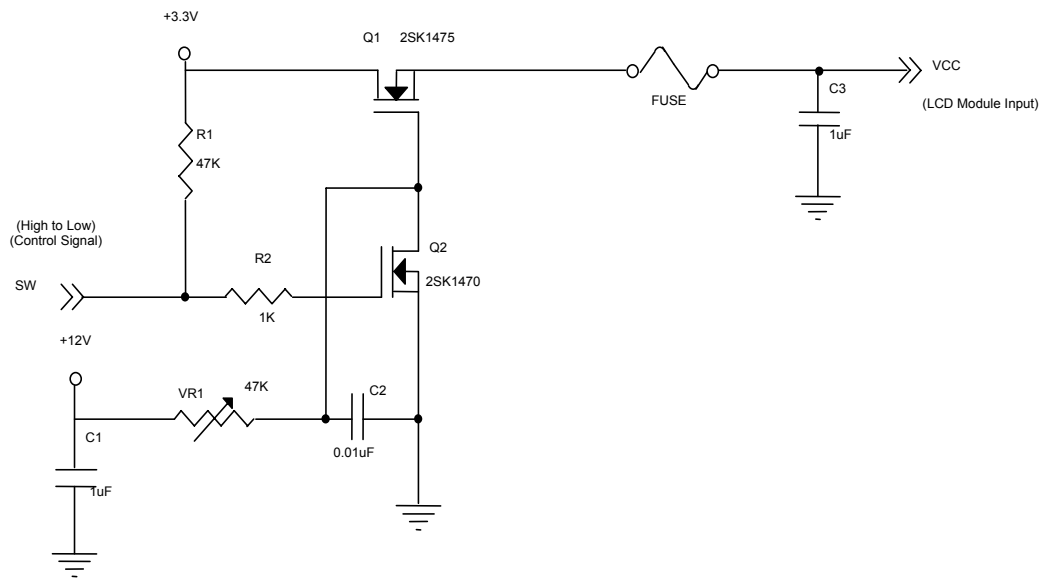 +3.3V
Q1 2SK1475
VCC
FUSE
C3
(LCD Module Input)
R1
1uF
47K
(High to Low)
(Control Signal)
Q2
R2
SW
2SK1470
1K
+12V
VR1
47K
C2
C1
0.01uF
1uF